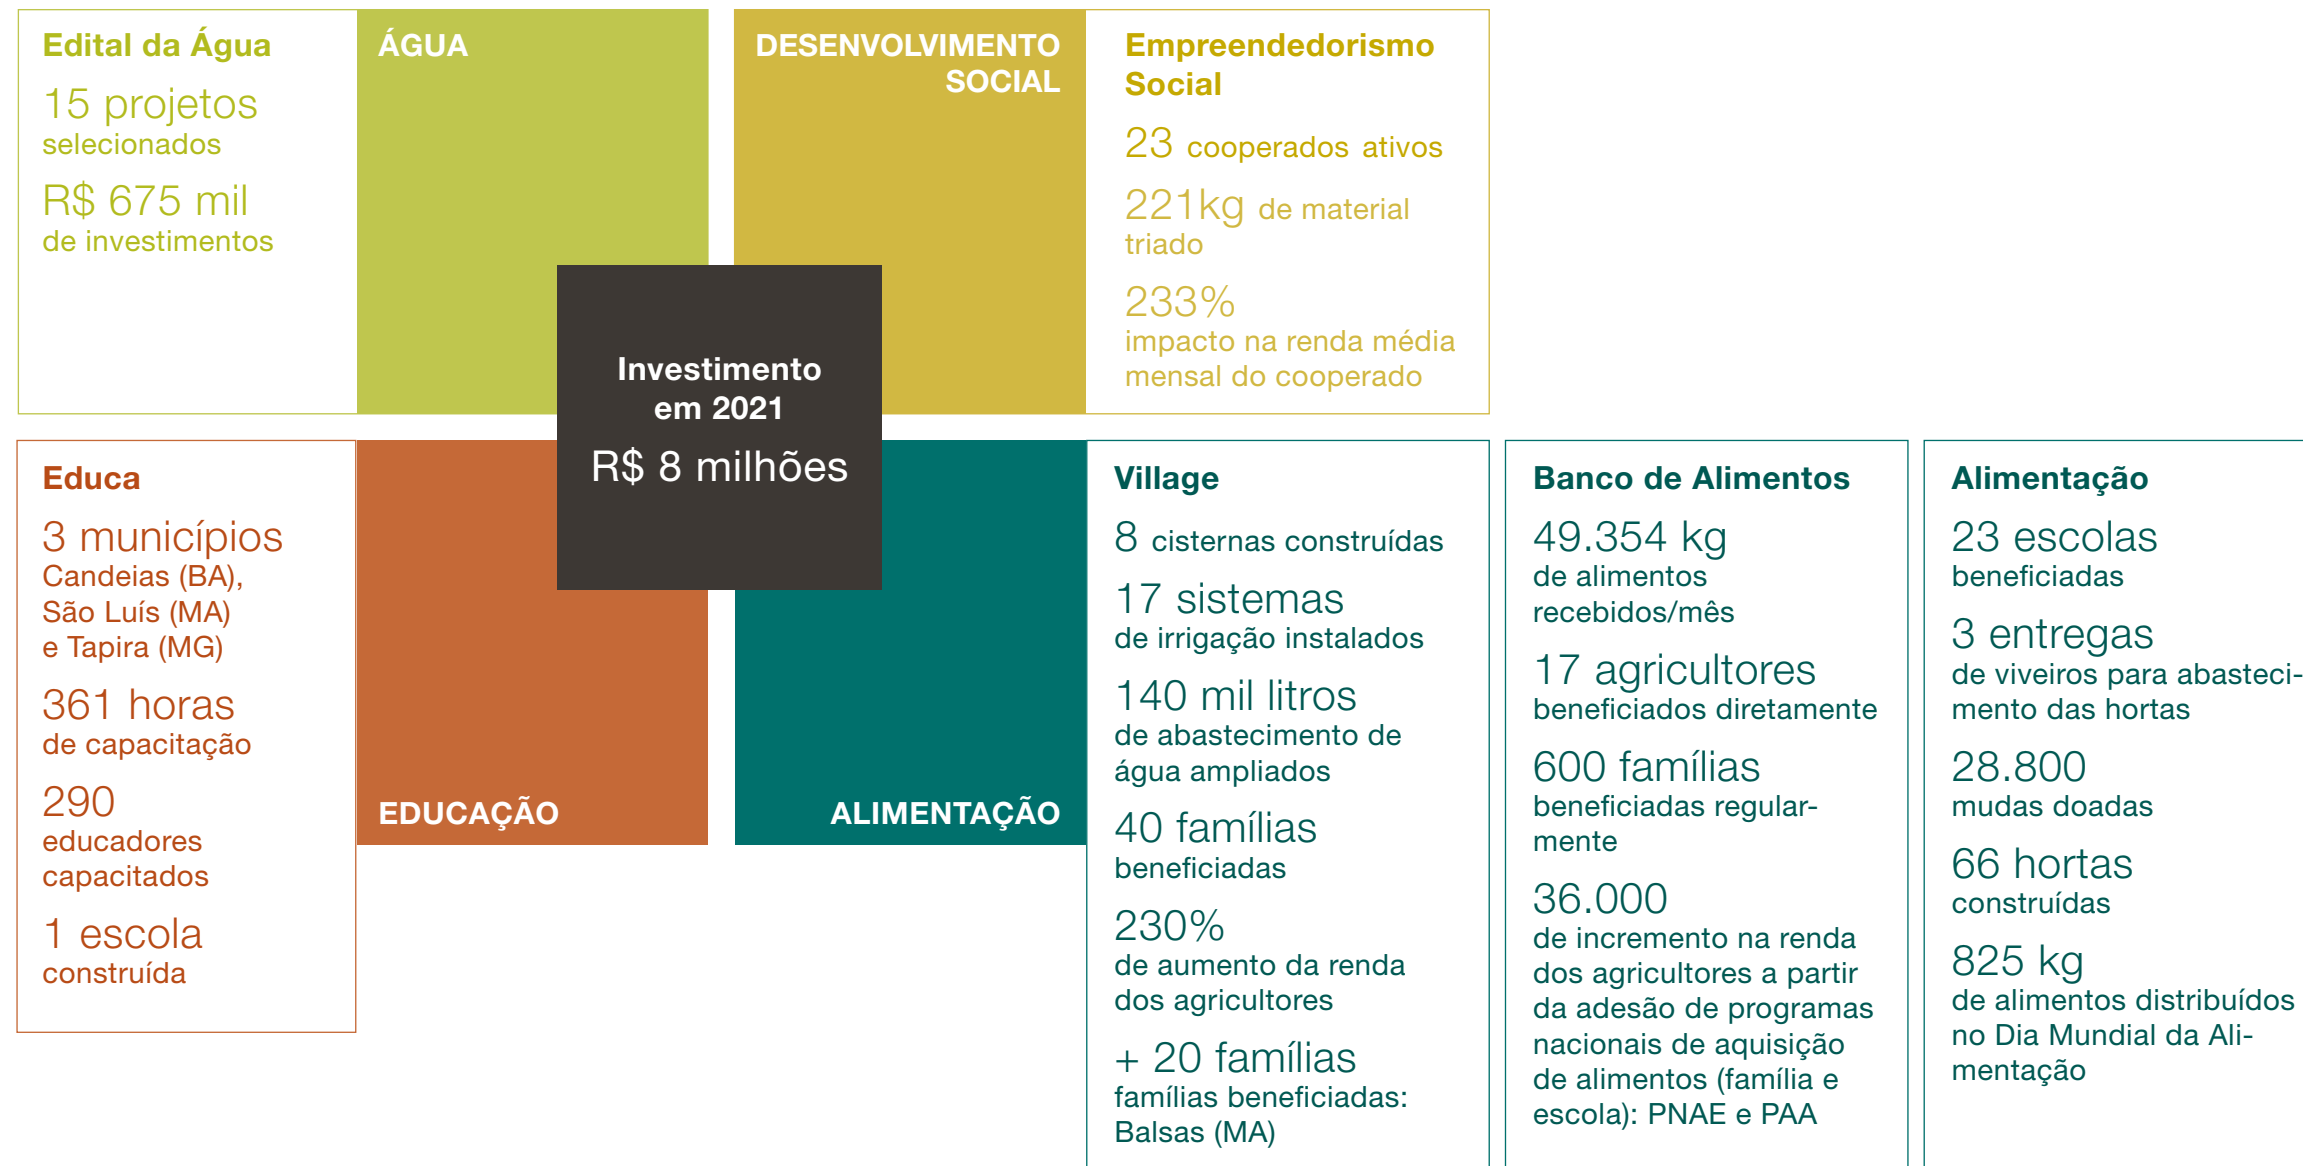 Edital da Água
15 projetos
selecionados
R$ 675 mil
de investimentos
ÁGUA
DESENVOLVIMENTO
SOCIAL
Empreendedorismo
Social
23 cooperados ativos
221kg de material
triado
233%
impacto na renda média
mensal do cooperado
Investimento
em 2021
R$ 8 milhões
Educa
3 municípios
Candeias (BA),
São Luís (MA)
e Tapira (MG)
361 horas
de capacitação
290
educadores
capacitados
1 escola
construída
EDUCAÇÃO
ALIMENTAÇÃO
Village
8 cisternas construídas
17 sistemas
de irrigação instalados
140 mil litros
de abastecimento de
água ampliados
40 famílias
beneficiadas
230%
de aumento da renda
dos agricultores
+ 20 famílias
famílias beneficiadas:
Balsas (MA)
Banco de Alimentos
49.354 kg
de alimentos
recebidos/mês
17 agricultores
beneficiados diretamente
600 famílias
beneficiadas regular-
mente
36.000
de incremento na renda
dos agricultores a partir
da adesão de programas
nacionais de aquisição
de alimentos (família e
escola): PNAE e PAA
Alimentação
23 escolas
beneficiadas
3 entregas
de viveiros para abasteci-
mento das hortas
28.800
mudas doadas
66 hortas
construídas
825 kg
de alimentos distribuídos
no Dia Mundial da Ali-
mentação